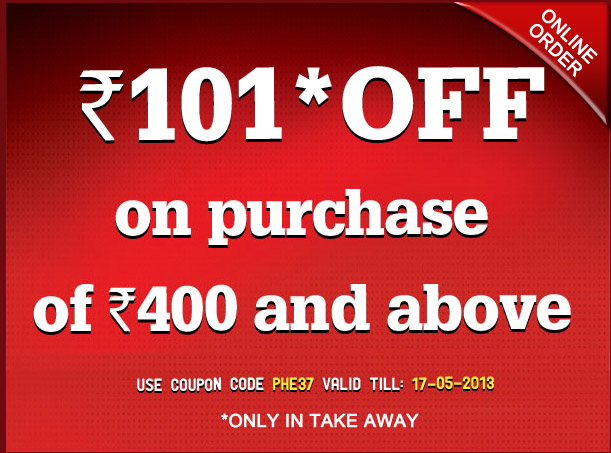 ONLINE
ORDER
₹101*OFF
on purchase
of ₹400 and above
USE COUPON CODE PHE37 VALID TILL: 17-05-2013
*ONLY IN TAKE AWAY